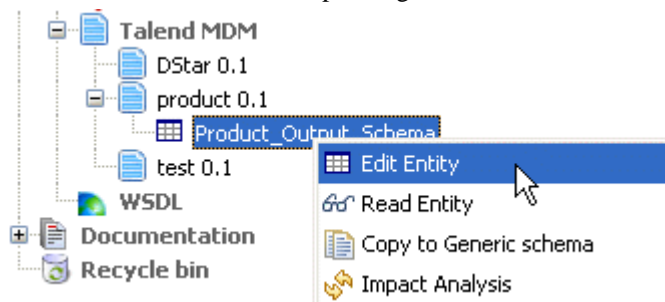 Talend MDM
DStar 0.1
product 0.1
Product_Output_Schema
Edit Entity
test 0.1
Read Entity
WSDL
Copy to Generic schema
Documentation
Impact Analysis
Recycle bin